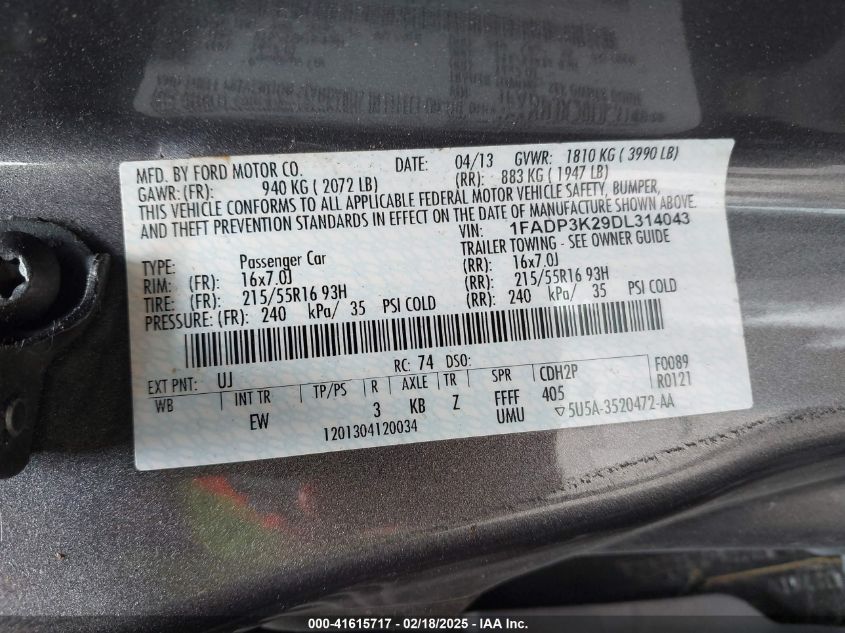 MFD. BY FORD MOTOR CO. DATE: 04/13 GVWR: 1810 KG ( 3990 LB)
GAWR: (FR): 940 KG ( 2072 LB) (RR): 883 KG ( 1947 LB)
THIS VEHICLE CONFORMS TO ALL APPLICABLE FEDERAL MOTOR VEHICLE SAFETY, BUMPER,
AND THEFT PREVENTION STANDARDS IN EFFECT ON THE DATE OF MANUFACTURE SHOWN ABOVE.
VIN: 1FADP3K29DL314043
TYPE: Passenger Car TRAILER TOWING - SEE OWNER GUIDE
RIM: (FR): 16x7.0J (RR): 16x7.0J
TIRE: (FR): 215/55R16 93H (RR): 215/55R16 93H
PRESSURE: (FR): 240 kPa/ 35 PSI COLD (RR): 240 kPa/ 35 PSI COLD
EXT PNT: UJ RC: 74 DSO: F0089
WB INT TR TP/PS R AXLE TR SPR CDH2P R0121
EW 3 KB Z FFFF 405
UMU ▽5U5A-3520472-AA
1201304120034
000-41615717 - 02/18/2025 - IAA Inc.